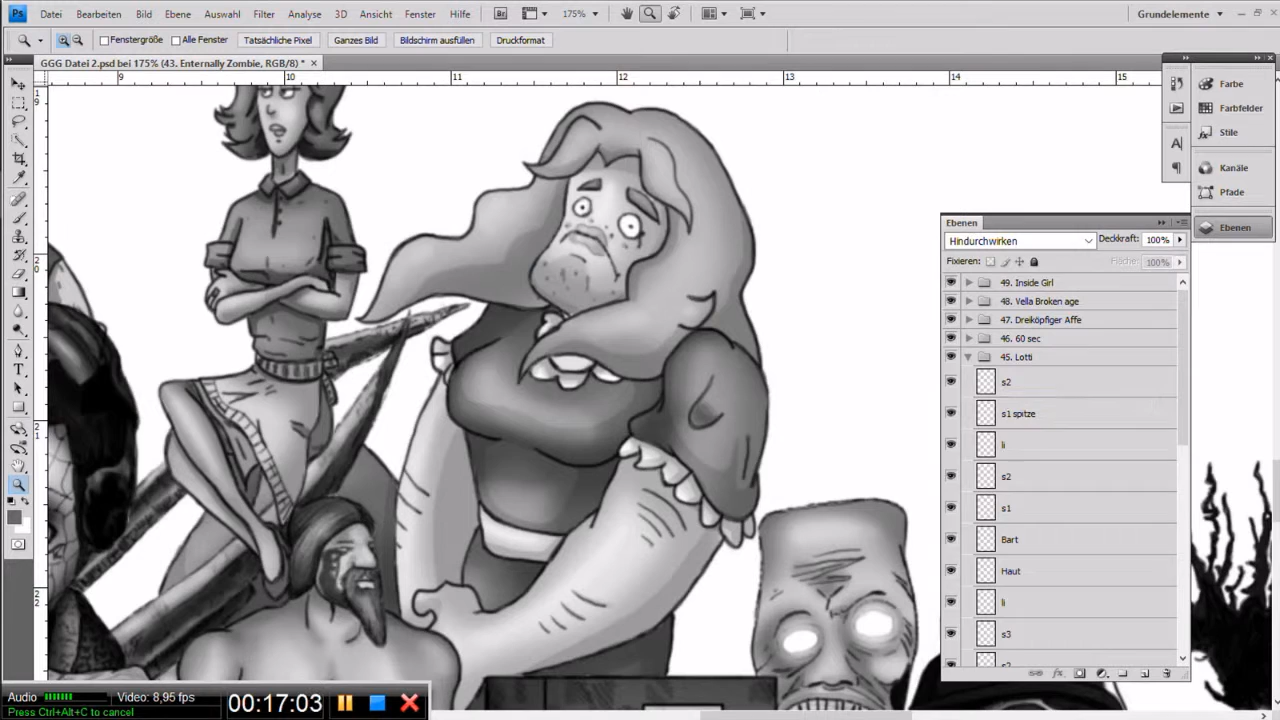 Ps Datei Bearbeiten Bild Ebene Auswahl Filter Analyse 3D Ansicht Fenster Hilfe Br 175% Grundelemente
Fenstergröße Alle Fenster Tatsächliche Pixel Ganzes Bild Bildschirm ausfüllen Druckformat
GGG Datei 2.psd bei 175% (43. Enternally Zombie, RGB/8) * ×
9 10 11 12 13 14 15
Farbe
Farbfelder
Stile
Kanäle
Pfade
Ebenen
Ebenen
Hindurchwirken Deckkraft: 100%
Fixieren: Fläche: 100%
49. Inside Girl
48. Vella Broken age
47. Dreiköpfiger Affe
46. 60 sec
45. Lotti
s2
s1 spitze
li
s2
s1
Bart
Haut
li
s3
s2
Audio Video: 8,95 fps
Press Ctrl+Alt+C to cancel
00:17:03